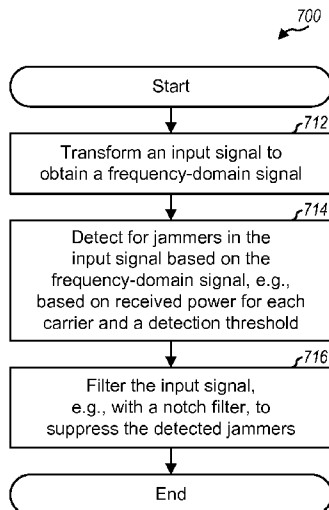 700
Start
712
Transform an input signal to
obtain a frequency-domain signal
714
Detect for jammers in the
input signal based on the
frequency-domain signal, e.g.,
based on received power for each
carrier and a detection threshold
716
Filter the input signal,
e.g., with a notch filter, to
suppress the detected jammers
End